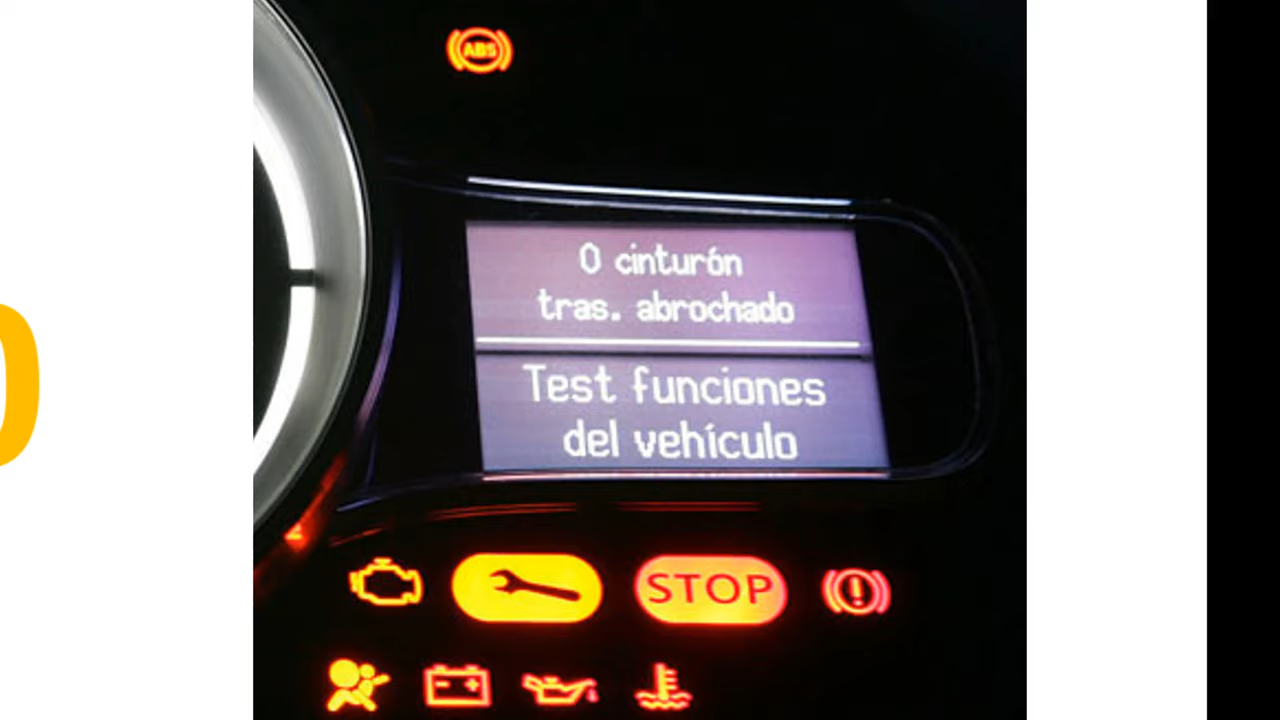 ABS
0 cinturón
tras. abrochado
Test funciones
del vehículo
STOP